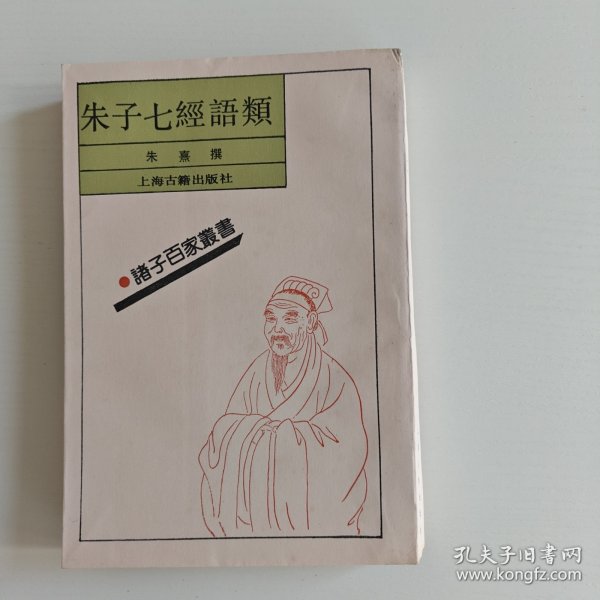 朱子七經語類
朱熹 撰
上海古籍出版社
諸子百家叢書
孔夫子旧书网
www.kongfz.com